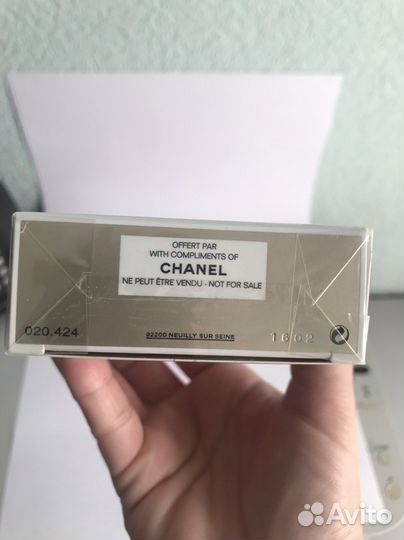 OFFERT PAR
WITH COMPLIMENTS OF
CHANEL
NE PEUT ÊTRE VENDU - NOT FOR SALE
020.424
92200 NEUILLY SUR SEINE
1602
Avito